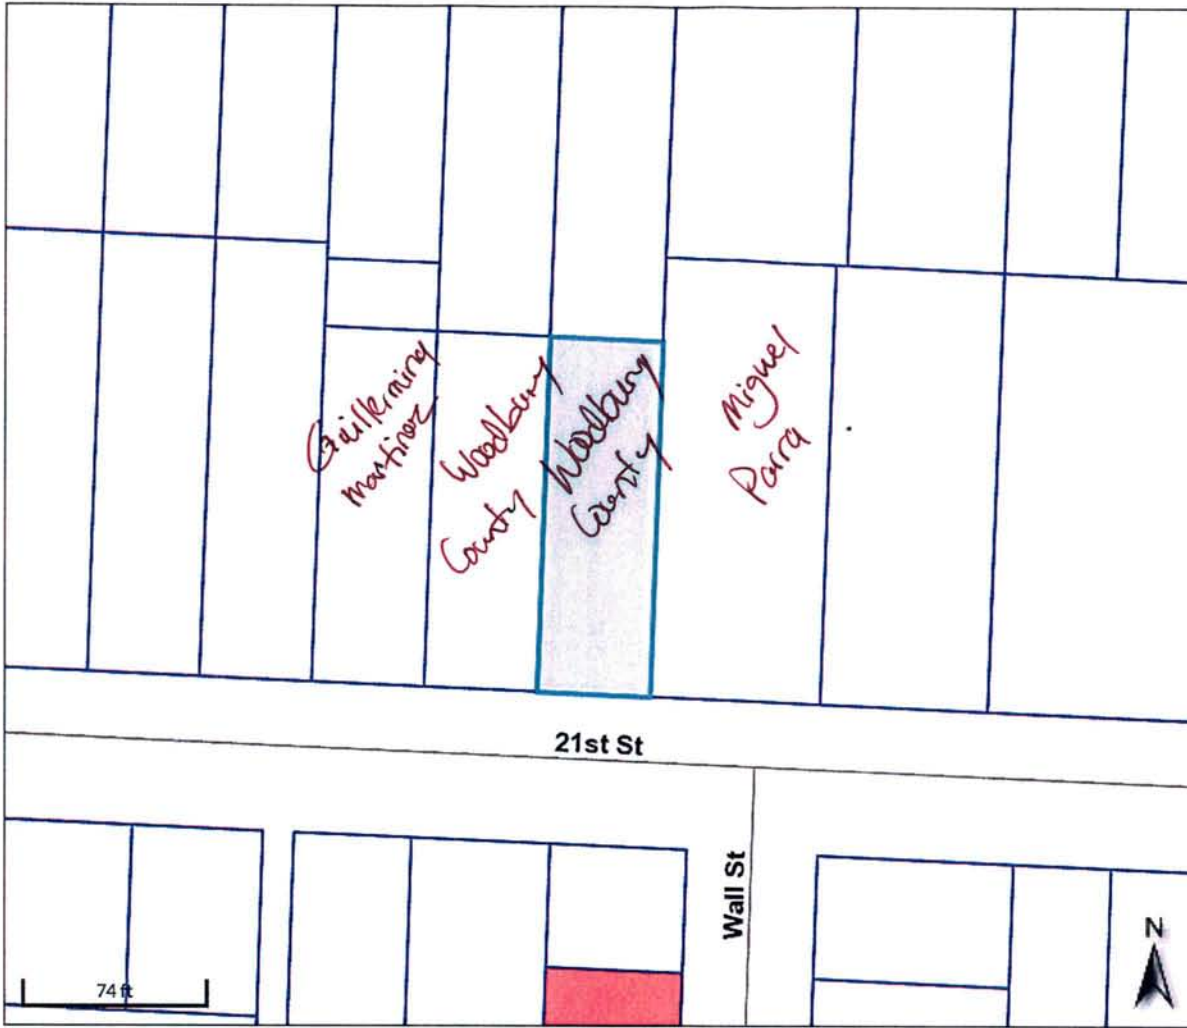 Guillermina
Martinez
Woodbury
County
Woodbury
County
Miguel
Parra
21st St
Wall St
74 ft
N